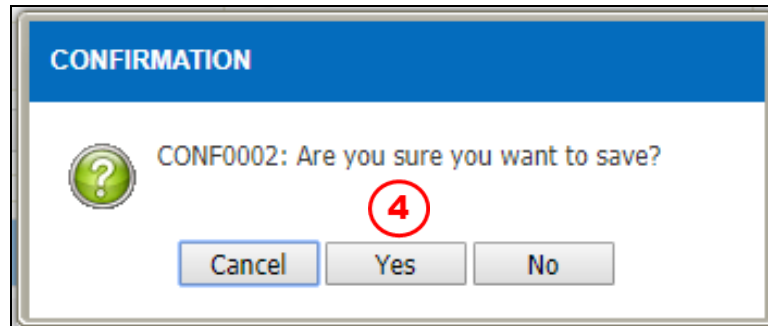 CONFIRMATION
CONF0002: Are you sure you want to save?
4
Cancel Yes No